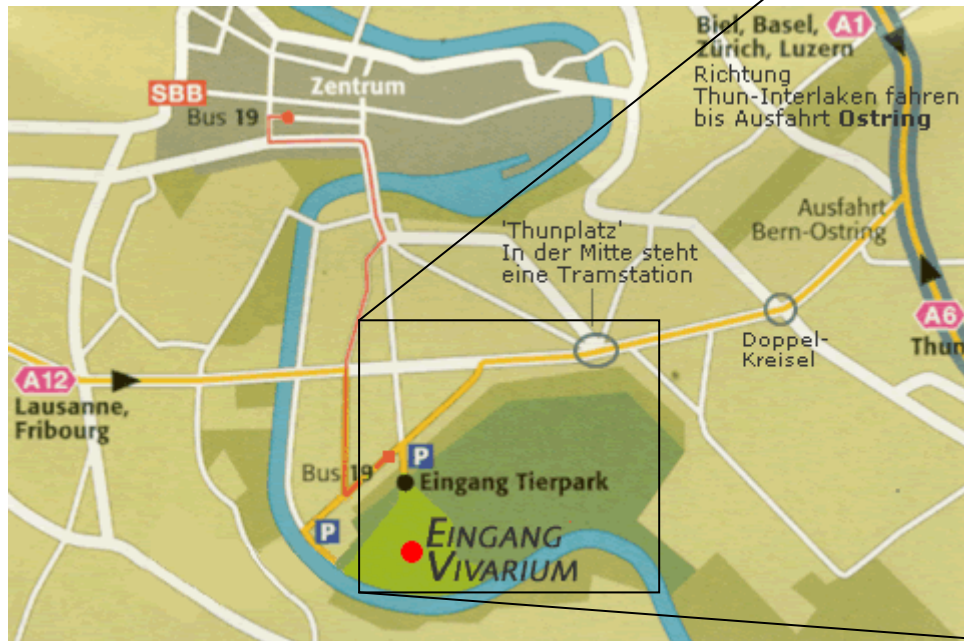 Biel, Basel,
A1
Zürich, Luzern
Richtung
Thun-Interlaken fahren
bis Ausfahrt Ostring
SBB
Zentrum
Bus 19
Ausfahrt
Bern-Ostring
'Thunplatz'
In der Mitte steht
eine Tramstation
A6
Thun
Doppel-
Kreisel
A12
Lausanne,
Fribourg
P
Bus 19
Eingang Tierpark
P
EINGANG
VIVARIUM